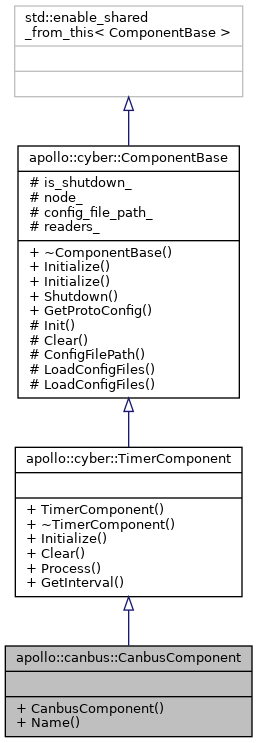 std::enable_shared
_from_this< ComponentBase >
apollo::cyber::ComponentBase
# is_shutdown_
# node_
# config_file_path_
# readers_
+ ~ComponentBase()
+ Initialize()
+ Initialize()
+ Shutdown()
+ GetProtoConfig()
# Init()
# Clear()
# ConfigFilePath()
# LoadConfigFiles()
# LoadConfigFiles()
apollo::cyber::TimerComponent
+ TimerComponent()
+ ~TimerComponent()
+ Initialize()
+ Clear()
+ Process()
+ GetInterval()
apollo::canbus::CanbusComponent
+ CanbusComponent()
+ Name()